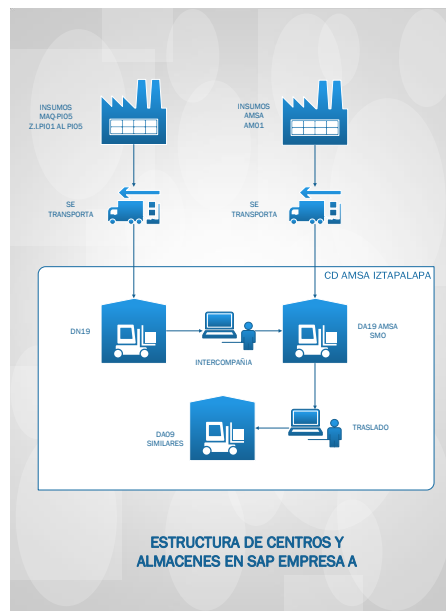 INSUMOS
MAQ-PI05
Z.I.PI01 AL PI05
INSUMOS
AMSA
AM01
SE
TRANSPORTA
SE
TRANSPORTA
CD AMSA IZTAPALAPA
DN19
INTERCOMPAÑIA
DA19 AMSA
SMO
DA09
SIMILARES
TRASLADO
ESTRUCTURA DE CENTROS Y
ALMACENES EN SAP EMPRESA A